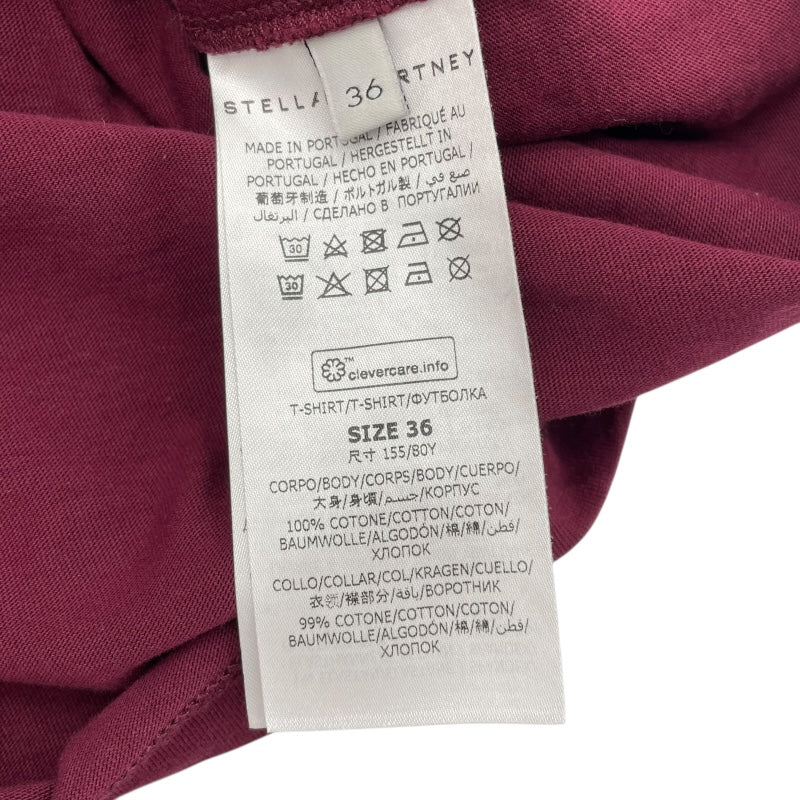 36
STELLA RTNEY
MADE IN PORTUGAL / FABRIQUÉ AU
PORTUGAL / HERGESTELLT IN
PORTUGAL / HECHO EN PORTUGAL /
葡萄牙制造 / ポルトガル製 / صنع في
البرتغال / СДЕЛАНО В ПОРТУГАЛИИ
30
30
clevercare.info™
T-SHIRT/T-SHIRT/ФУТБОЛКА
SIZE 36
尺寸 155/80Y
CORPO/BODY/CORPS/BODY/CUERPO/
大身/身頃/جسم/КОРПУС
100% COTONE/COTTON/COTON/
BAUMWOLLE/ALGODÓN/棉/綿/قطن/
ХЛОПОК
COLLO/COLLAR/COL/KRAGEN/CUELLO/
衣领/襟部分/ياقة/ВОРОТНИК
99% COTONE/COTTON/COTON/
BAUMWOLLE/ALGODÓN/棉/綿/قطن/
ХЛОПОК